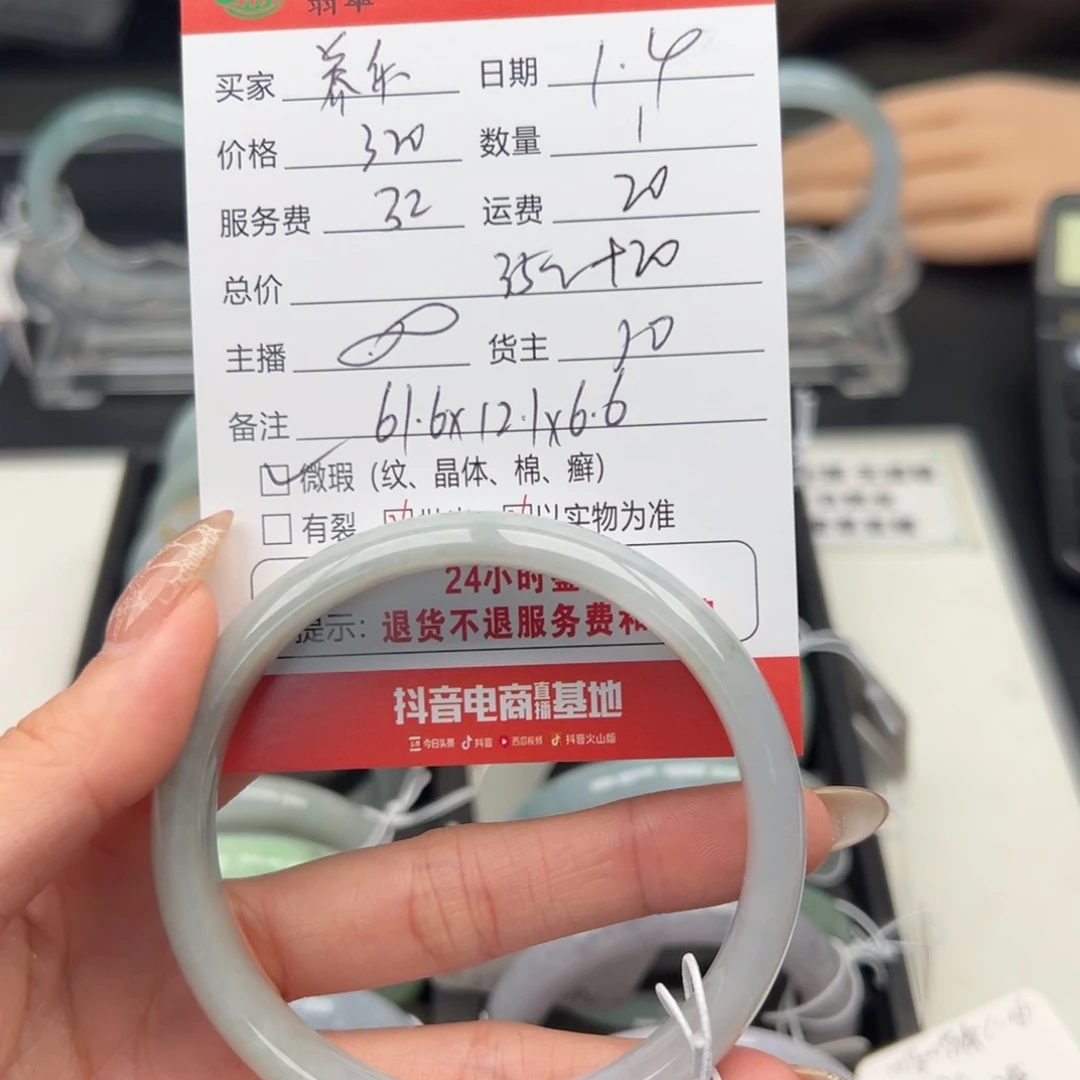 翡翠
买家 日期 1.4
价格 320 数量 1
服务费 32 运费 20
总价 352+20
主播 货主 10
备注 61.6x12.1x6.6
微瑕（纹、晶体、棉、癣）
有裂 以实物为准
24小时
提示：退货不退服务费和
抖音电商直播基地
今日头条 抖音 西瓜视频 抖音火山版